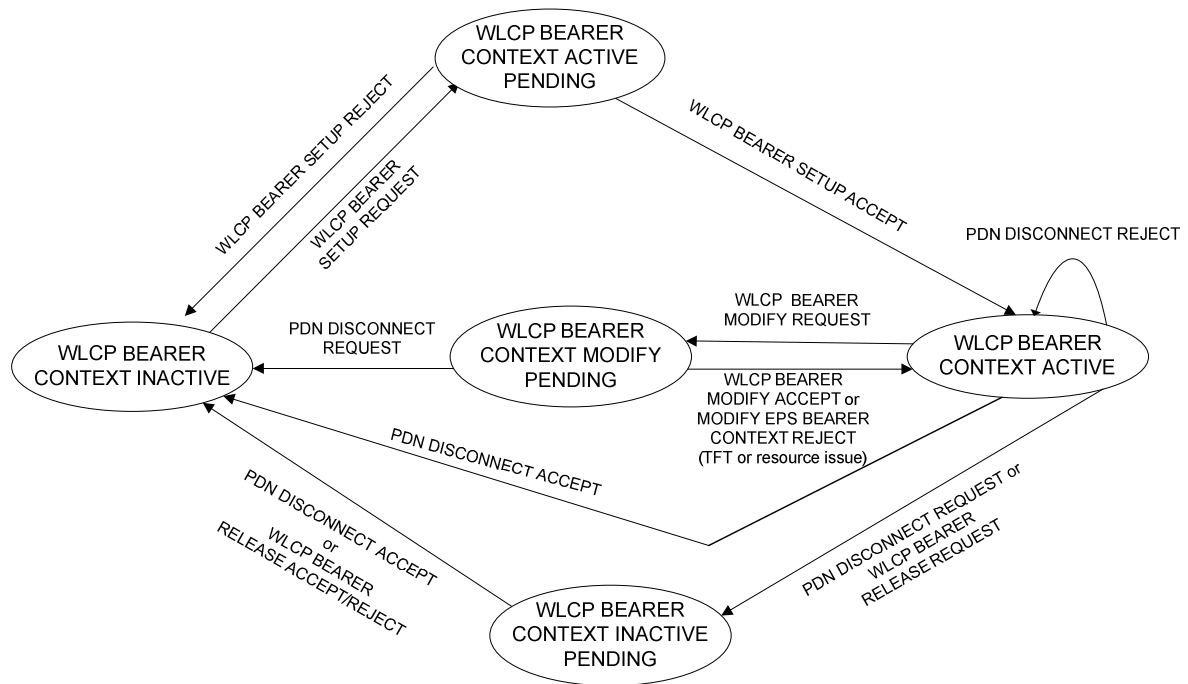 WLCP BEARER
CONTEXT ACTIVE
PENDING
WLCP BEARER SETUP REJECT
WLCP BEARER
SETUP REQUEST
WLCP BEARER SETUP ACCEPT
PDN DISCONNECT REJECT
WLCP BEARER
CONTEXT INACTIVE
PDN DISCONNECT
REQUEST
WLCP BEARER
CONTEXT MODIFY
PENDING
WLCP BEARER
MODIFY REQUEST
WLCP BEARER
CONTEXT ACTIVE
WLCP BEARER
MODIFY ACCEPT or
MODIFY EPS BEARER
CONTEXT REJECT
(TFT or resource issue)
PDN DISCONNECT ACCEPT
PDN DISCONNECT ACCEPT
or
WLCP BEARER
RELEASE ACCEPT/REJECT
PDN DISCONNECT REQUEST or
WLCP BEARER
RELEASE REQUEST
WLCP BEARER
CONTEXT INACTIVE
PENDING